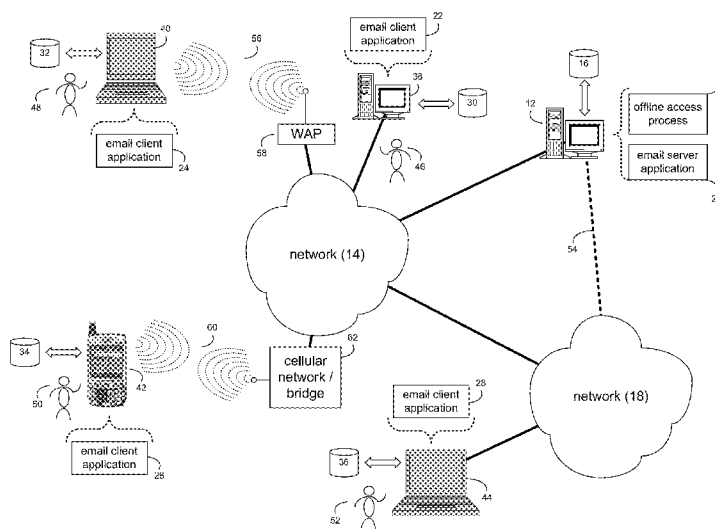 40
56
22
email client
application
16
32
38
30
12
offline access
process
48
WAP
58
46
email server
application
2
email client
application
24
network (14)
54
60
62
34
cellular
network /
bridge
42
50
28
email client
application
network (18)
email client
application
26
36
44
52